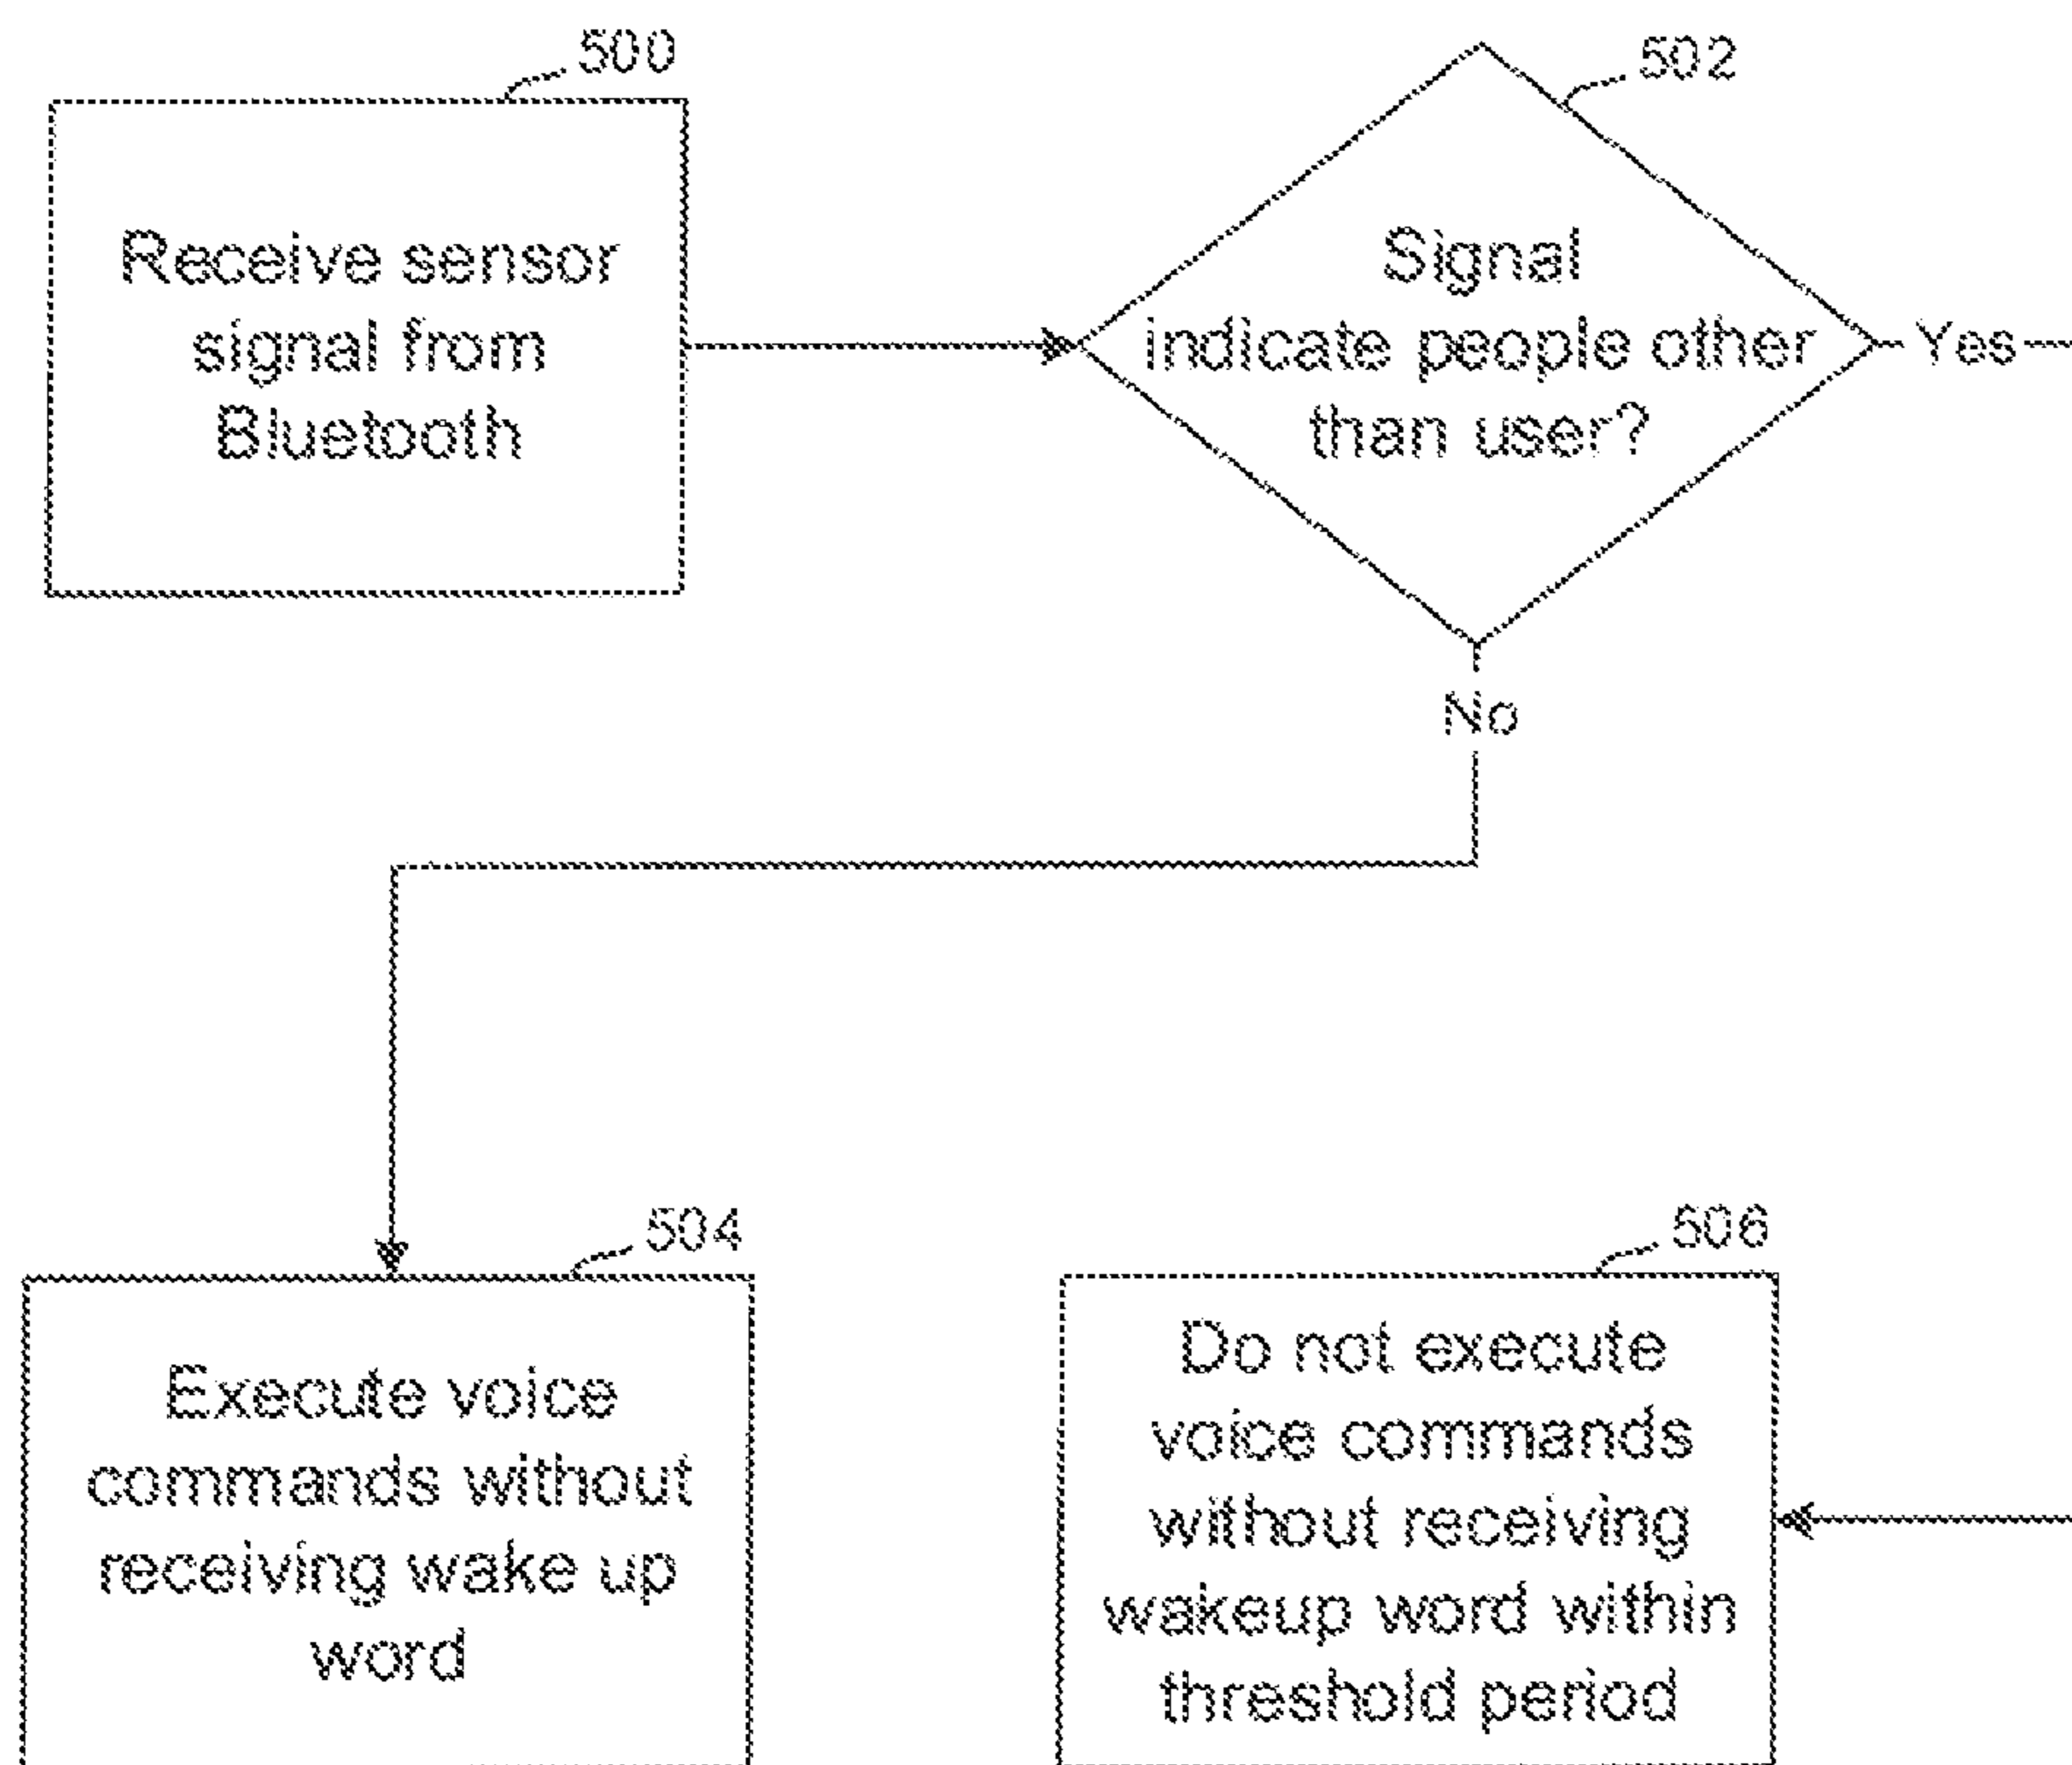 500
Receive sensor
signal from
Bluetooth
502
Signal
indicate people other
than user?
Yes
No
504
Execute voice
commands without
receiving wake up
word
506
Do not execute
voice commands
without receiving
wakeup word within
threshold period